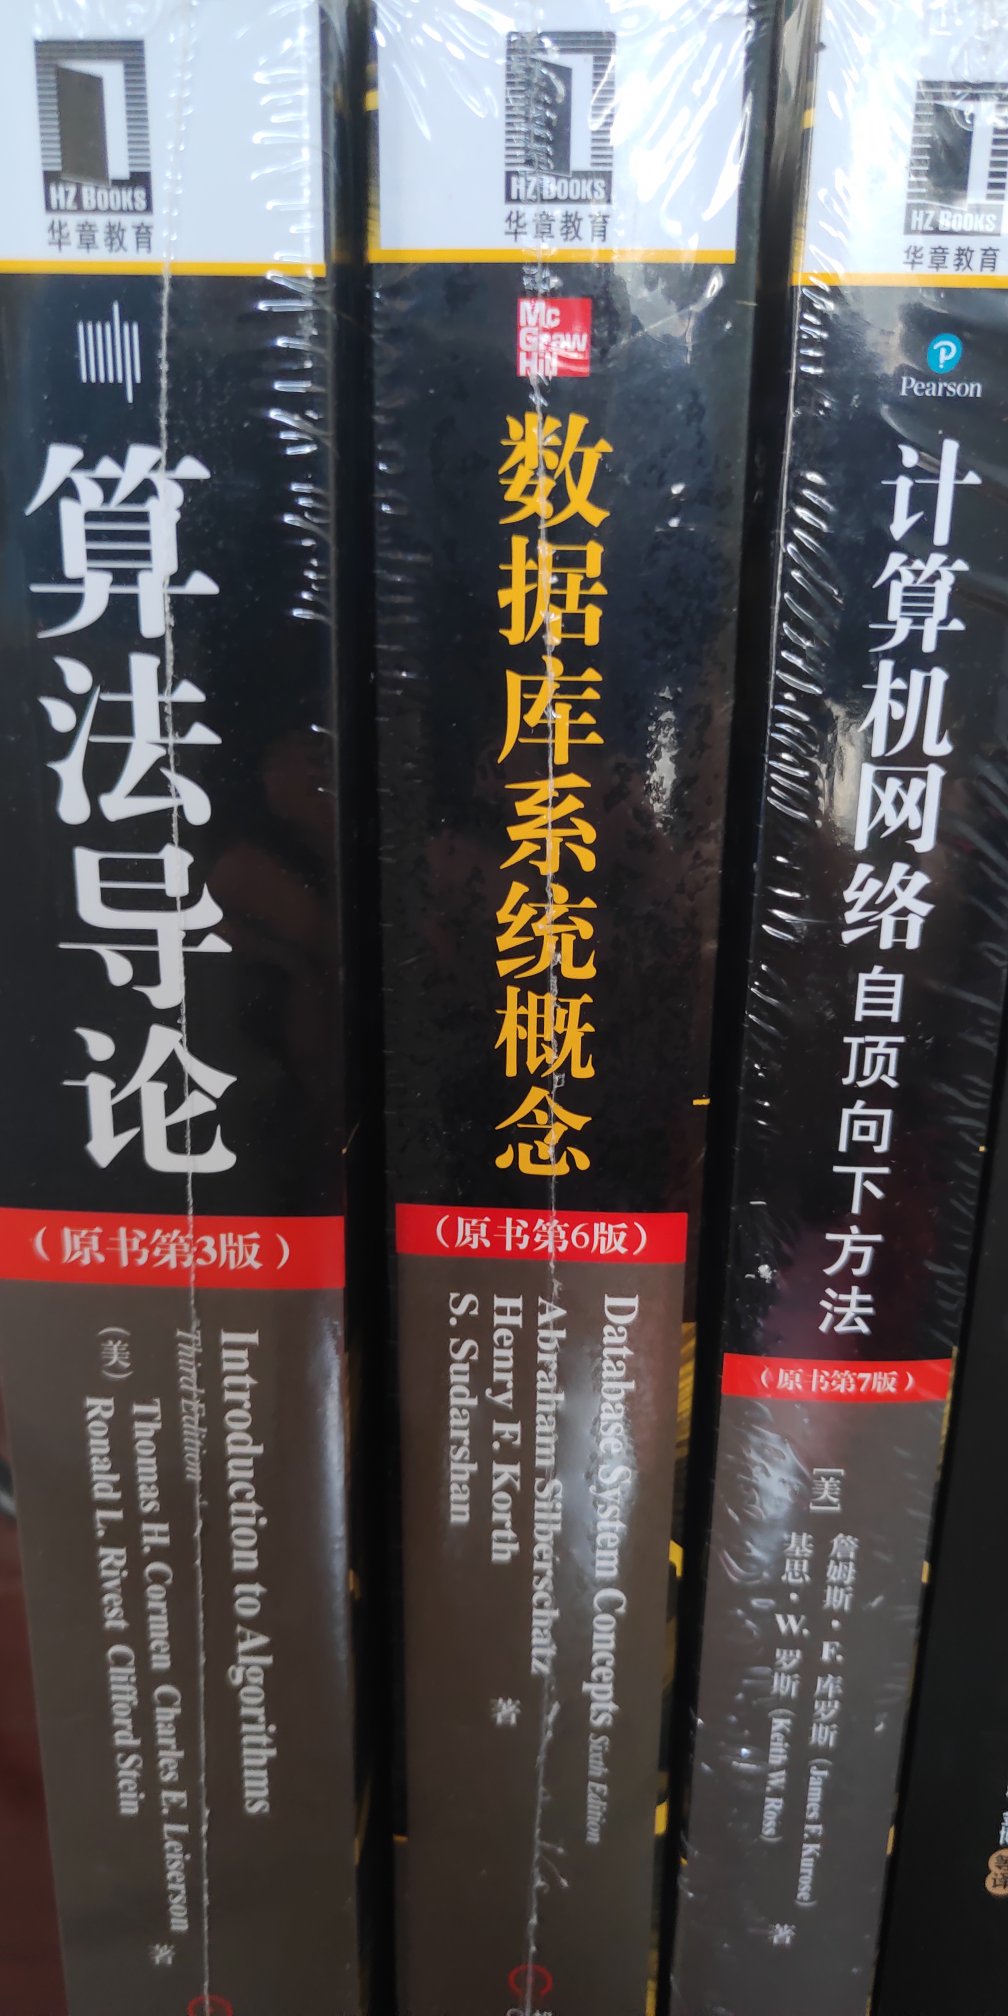 HZ BOOKS
华章教育
算法导论
（原书第3版）
Introduction to Algorithms
Third Edition
（美）
Thomas H. Cormen Charles E. Leiserson
Ronald L. Rivest Clifford Stein
著
HZ BOOKS
华章教育
Mc
Graw
Hill
数据库系统概念
（原书第6版）
Database System Concepts Sixth Edition
Abraham Silberschatz
Henry F. Korth
S. Sudarshan
著
HZ BOOKS
华章教育
Pearson
计算机网络 自顶向下方法
（原书第7版）
[美]
詹姆斯·F. 库罗斯 (James F. Kurose)
基思·W. 罗斯 (Keith W. Ross)
著